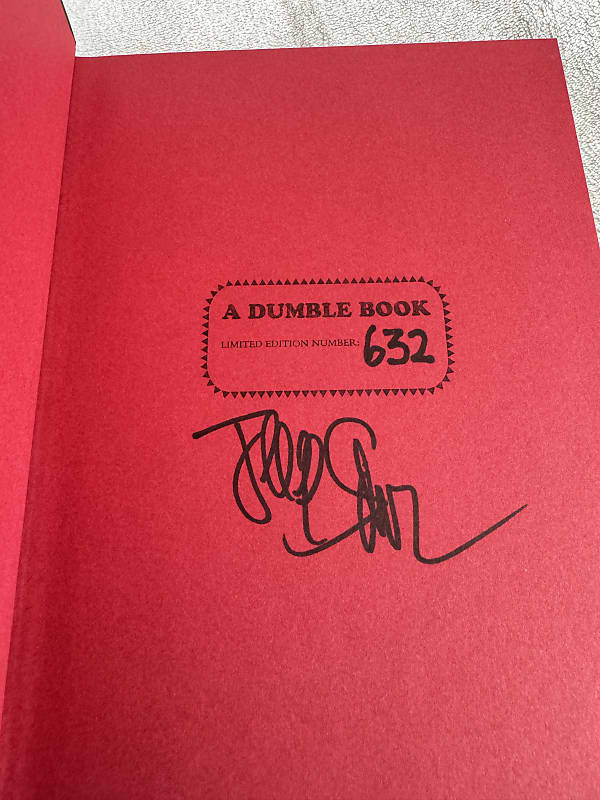 A DUMBLE BOOK
LIMITED EDITION NUMBER: 632